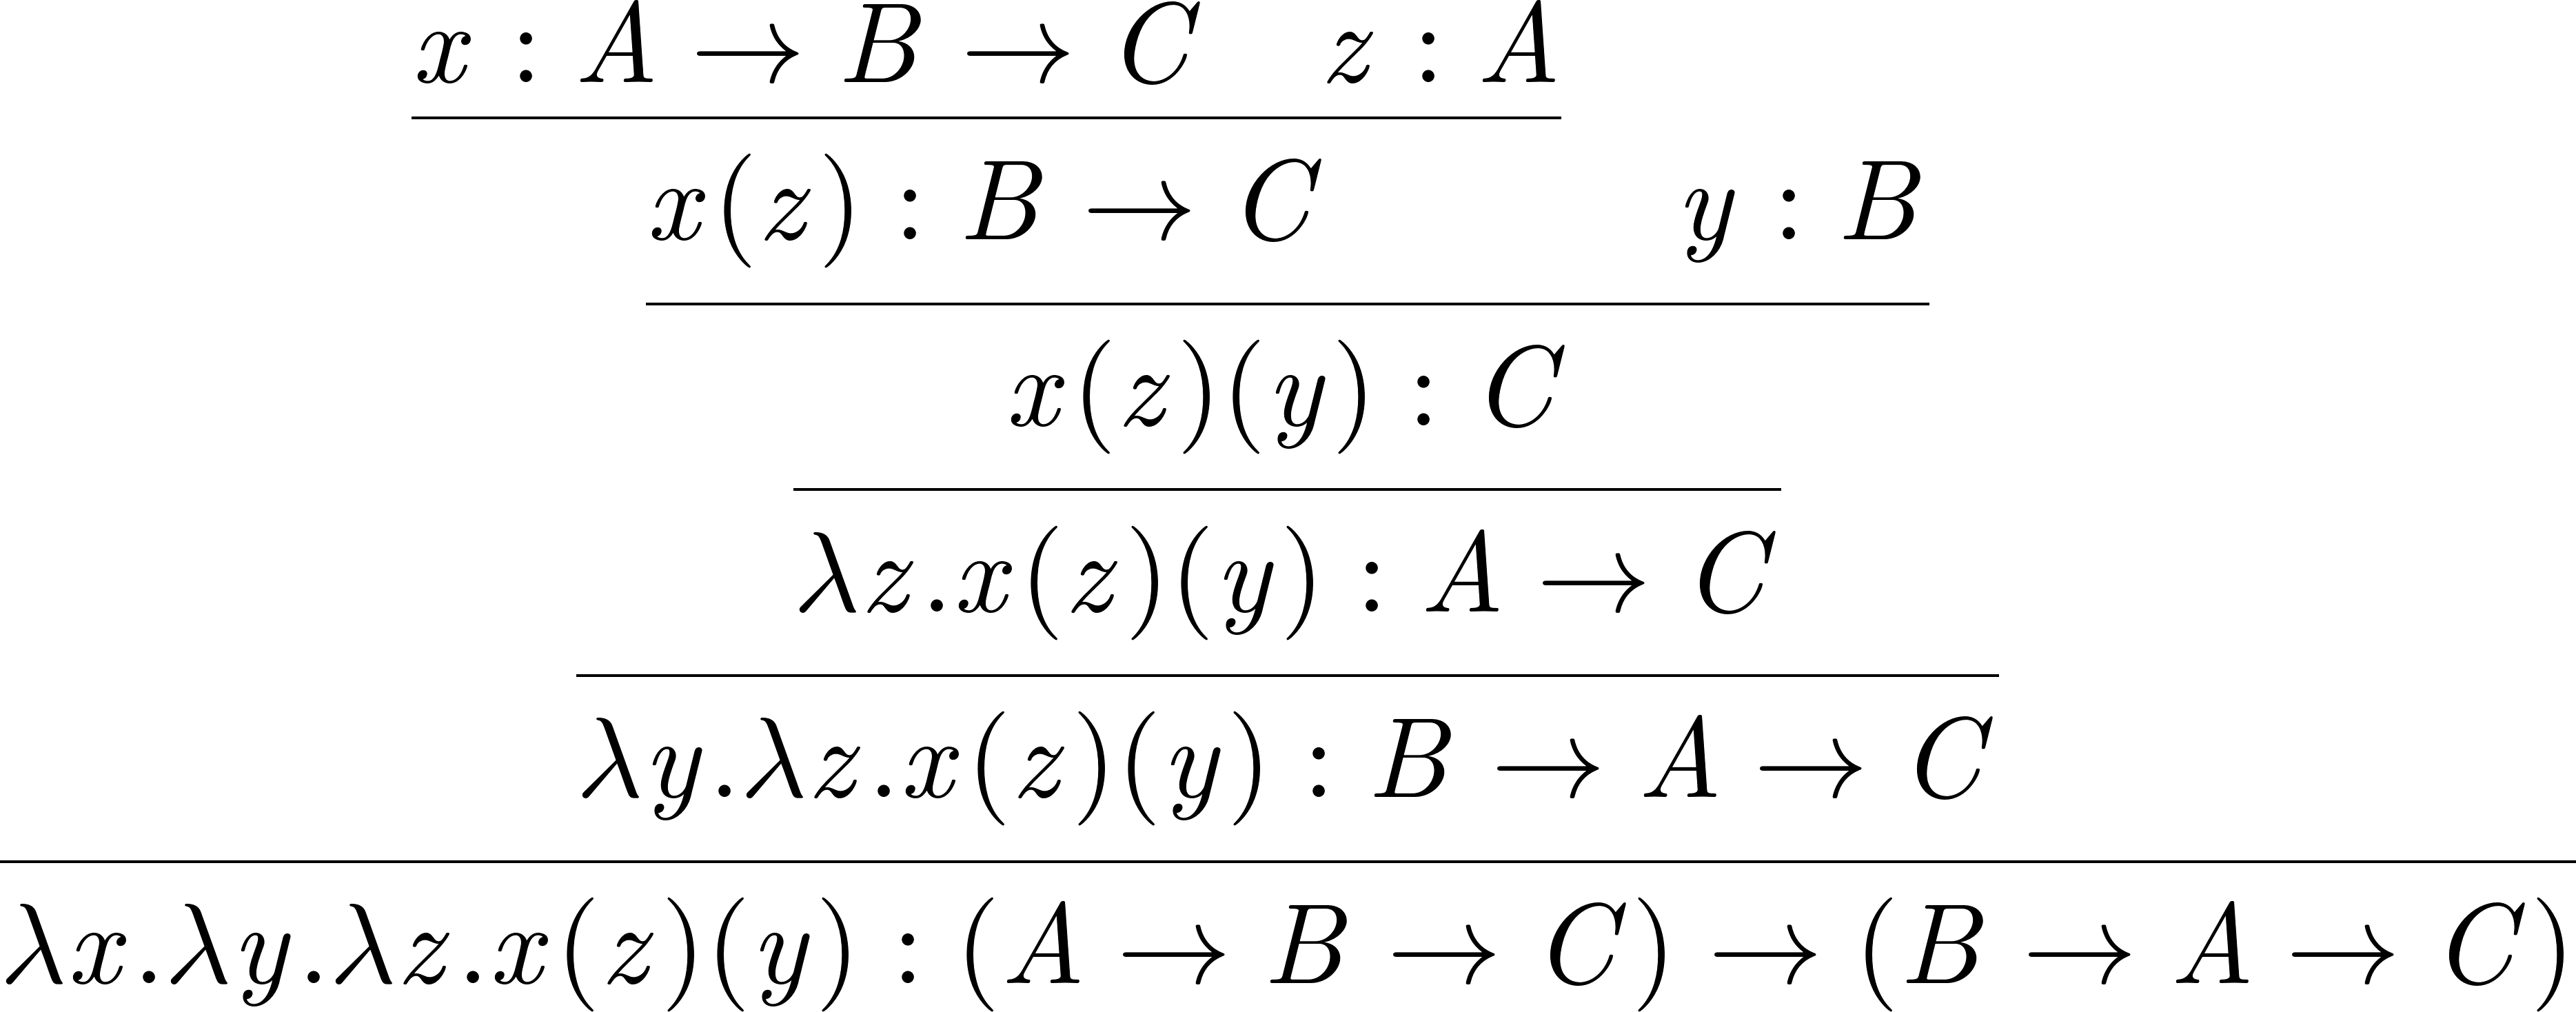 x : A → B → C z : A
x(z) : B → C y : B
x(z)(y) : C
λz.x(z)(y) : A → C
λy.λz.x(z)(y) : B → A → C
λx.λy.λz.x(z)(y) : (A → B → C) → (B → A → C)